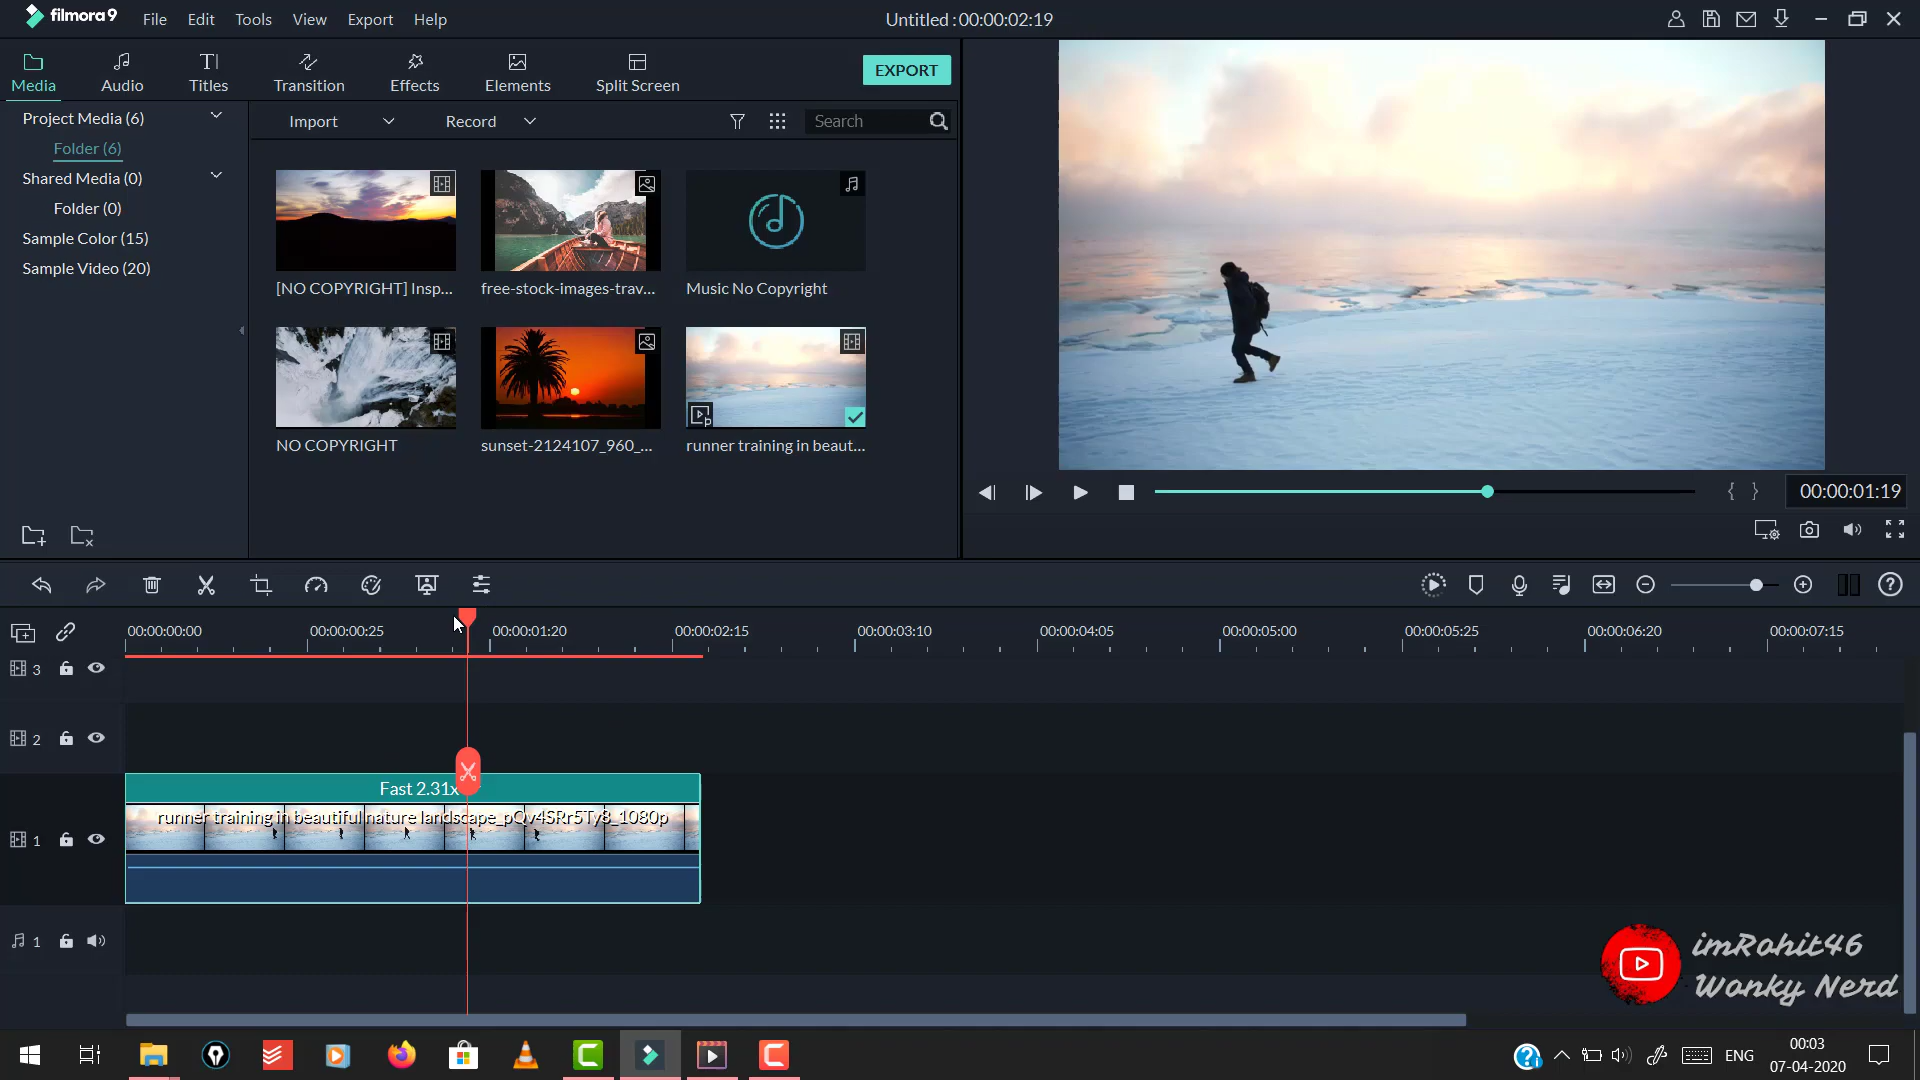 filmora9
File Edit Tools View Export Help
Untitled : 00:00:02:19
Media Audio Titles Transition Effects Elements Split Screen
EXPORT
Project Media (6)
Folder (6)
Shared Media (0)
Folder (0)
Sample Color (15)
Sample Video (20)
Import Record Search
[NO COPYRIGHT] Insp...
free-stock-images-trav...
Music No Copyright
NO COPYRIGHT
sunset-2124107_960_...
runner training in beaut...
00:00:01:19
00:00:00:00 00:00:00:25 00:00:01:20 00:00:02:15 00:00:03:10 00:00:04:05 00:00:05:00 00:00:05:25 00:00:06:20 00:00:07:15
3
2
Fast 2.31x
runner training in beautiful nature landscape_pQv4SRr5Ty8_1080p
1
1
imRohit46
Wonky Nerd
ENG
00:03
07-04-2020